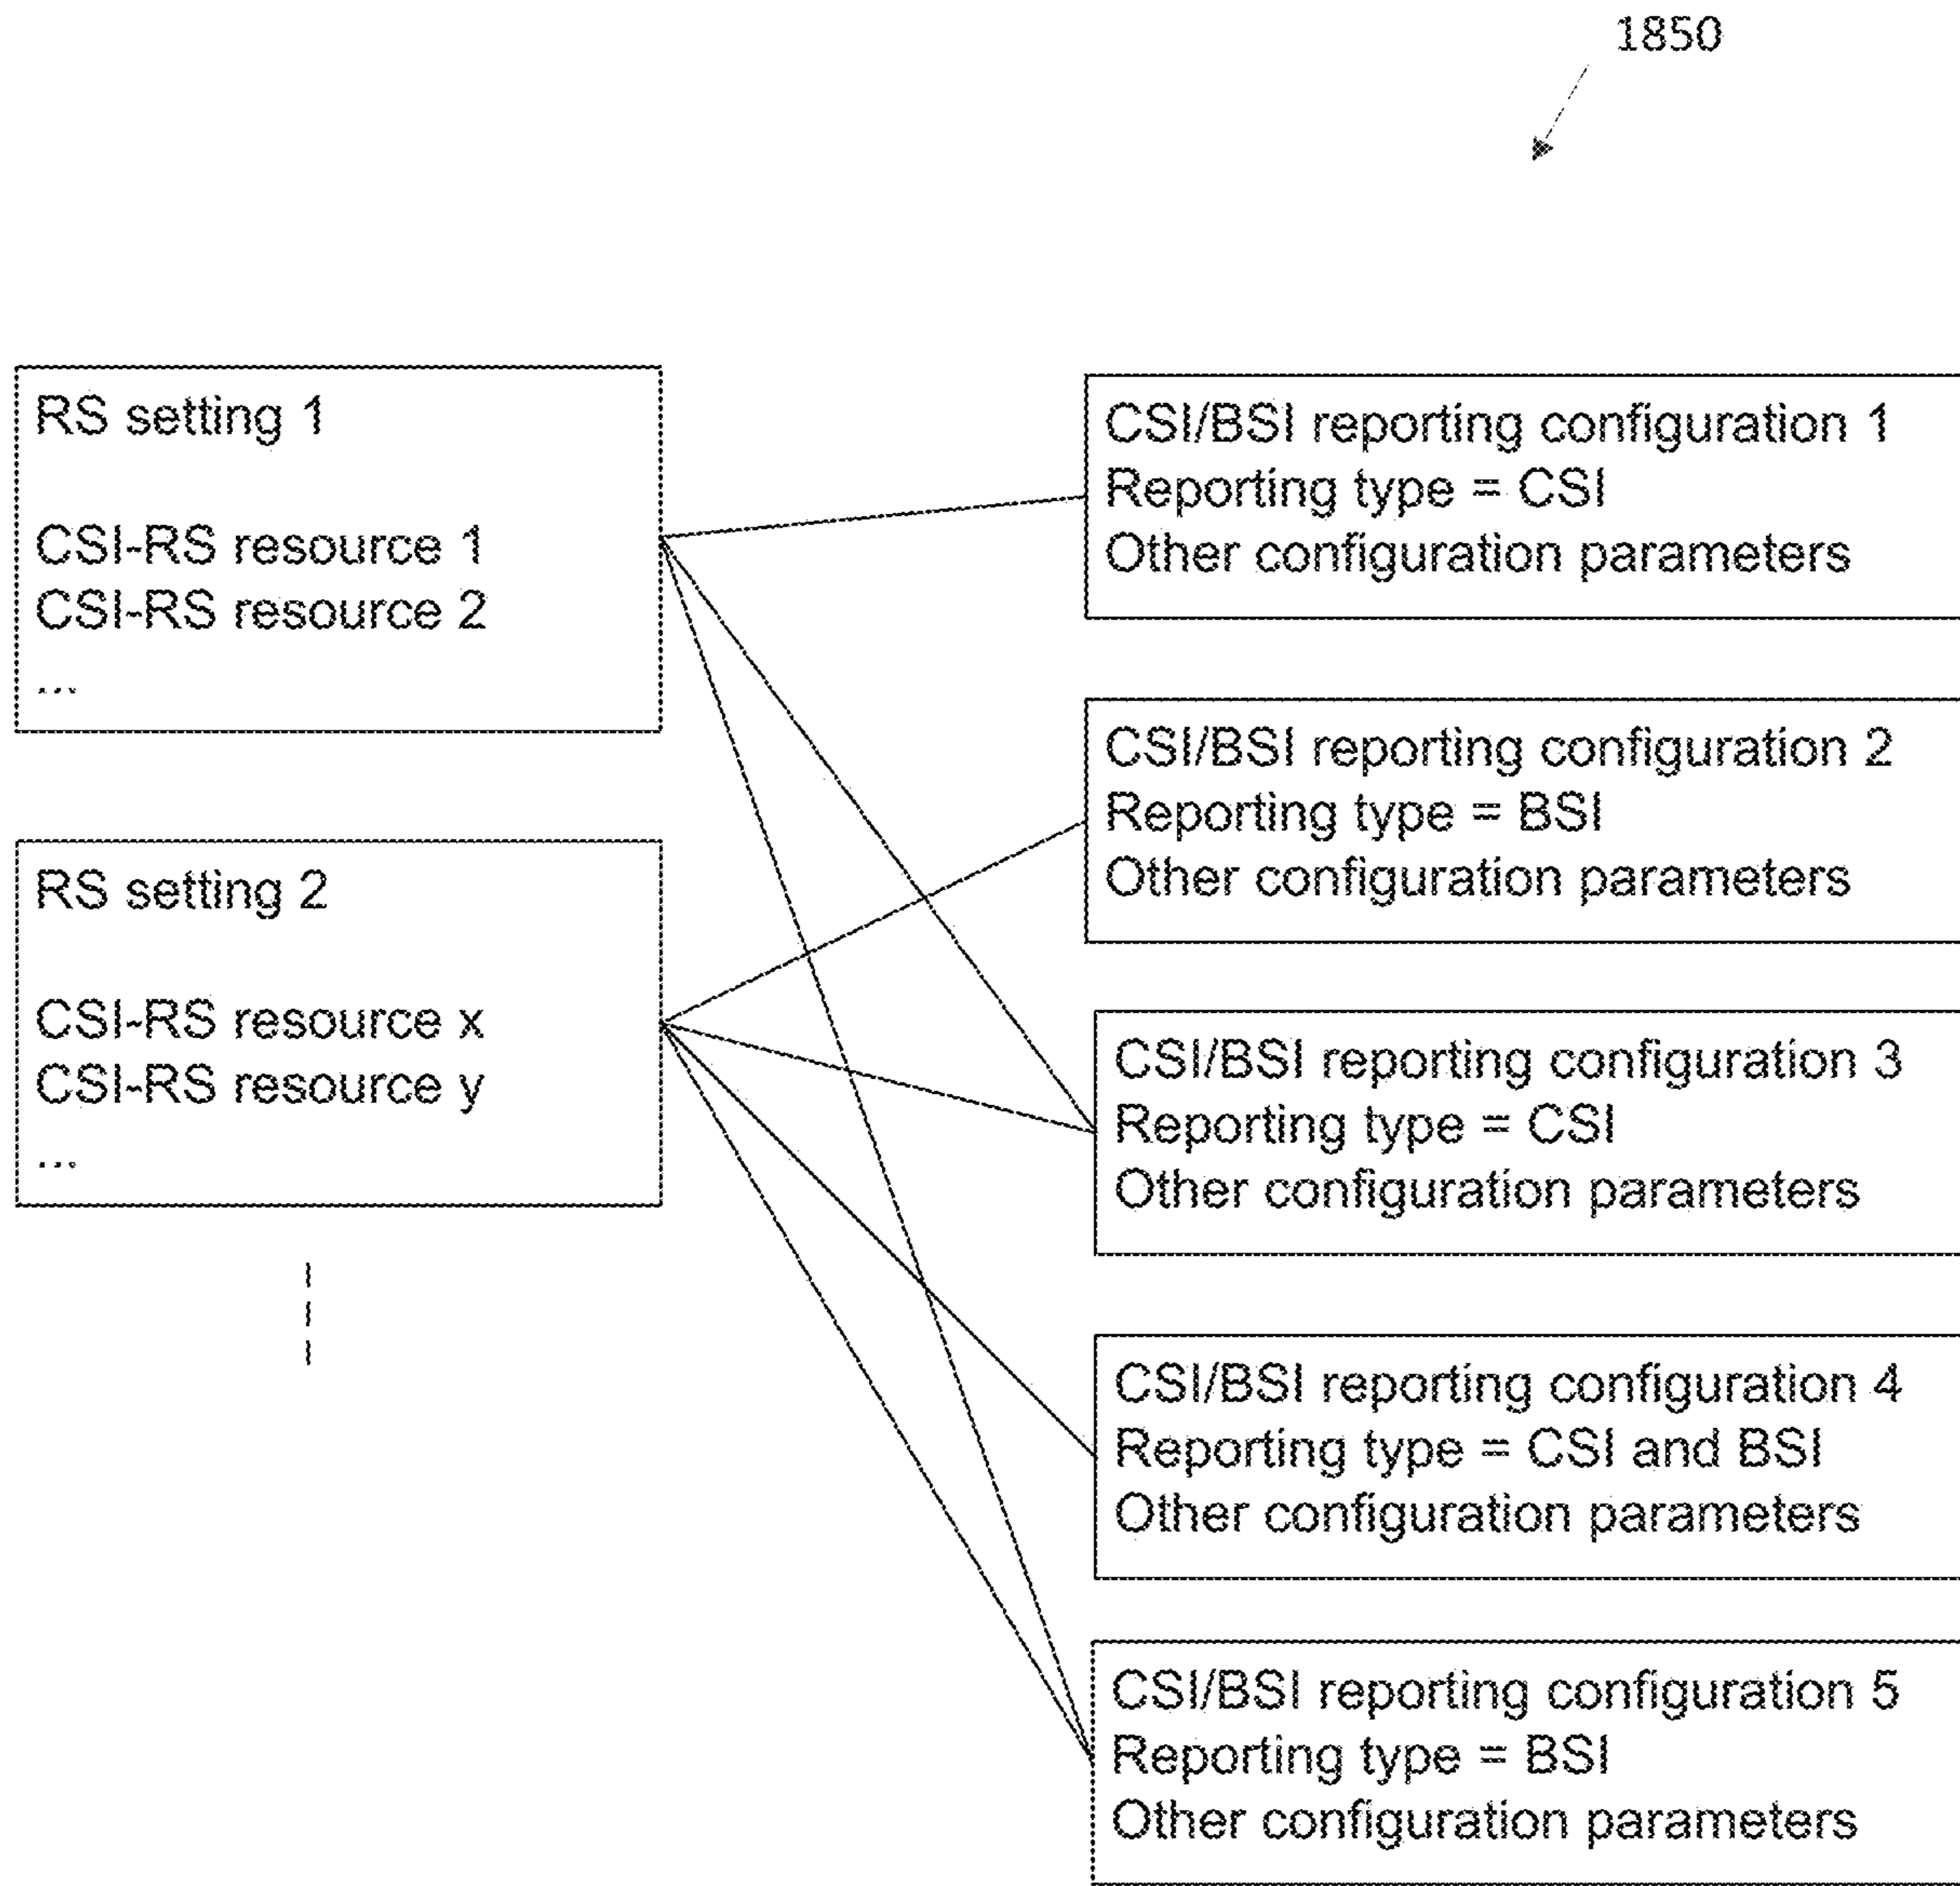 1850
RS setting 1
CSI-RS resource 1
CSI-RS resource 2
...
RS setting 2
CSI-RS resource x
CSI-RS resource y
...
CSI/BSI reporting configuration 1
Reporting type = CSI
Other configuration parameters
CSI/BSI reporting configuration 2
Reporting type = BSI
Other configuration parameters
CSI/BSI reporting configuration 3
Reporting type = CSI
Other configuration parameters
CSI/BSI reporting configuration 4
Reporting type = CSI and BSI
Other configuration parameters
CSI/BSI reporting configuration 5
Reporting type = BSI
Other configuration parameters